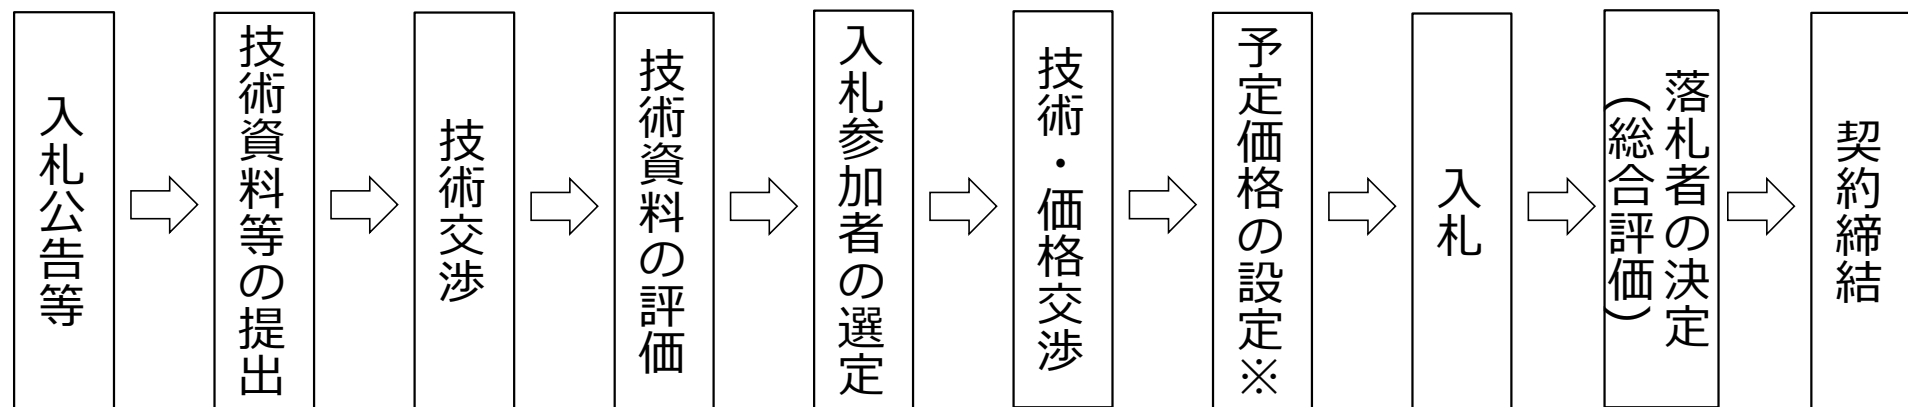 入札公告等
技術資料等の提出
技術交渉
技術資料の評価
入札参加者の選定
技術・価格交渉
予定価格の設定※
入札
落札者の決定
(総合評価)
契約締結